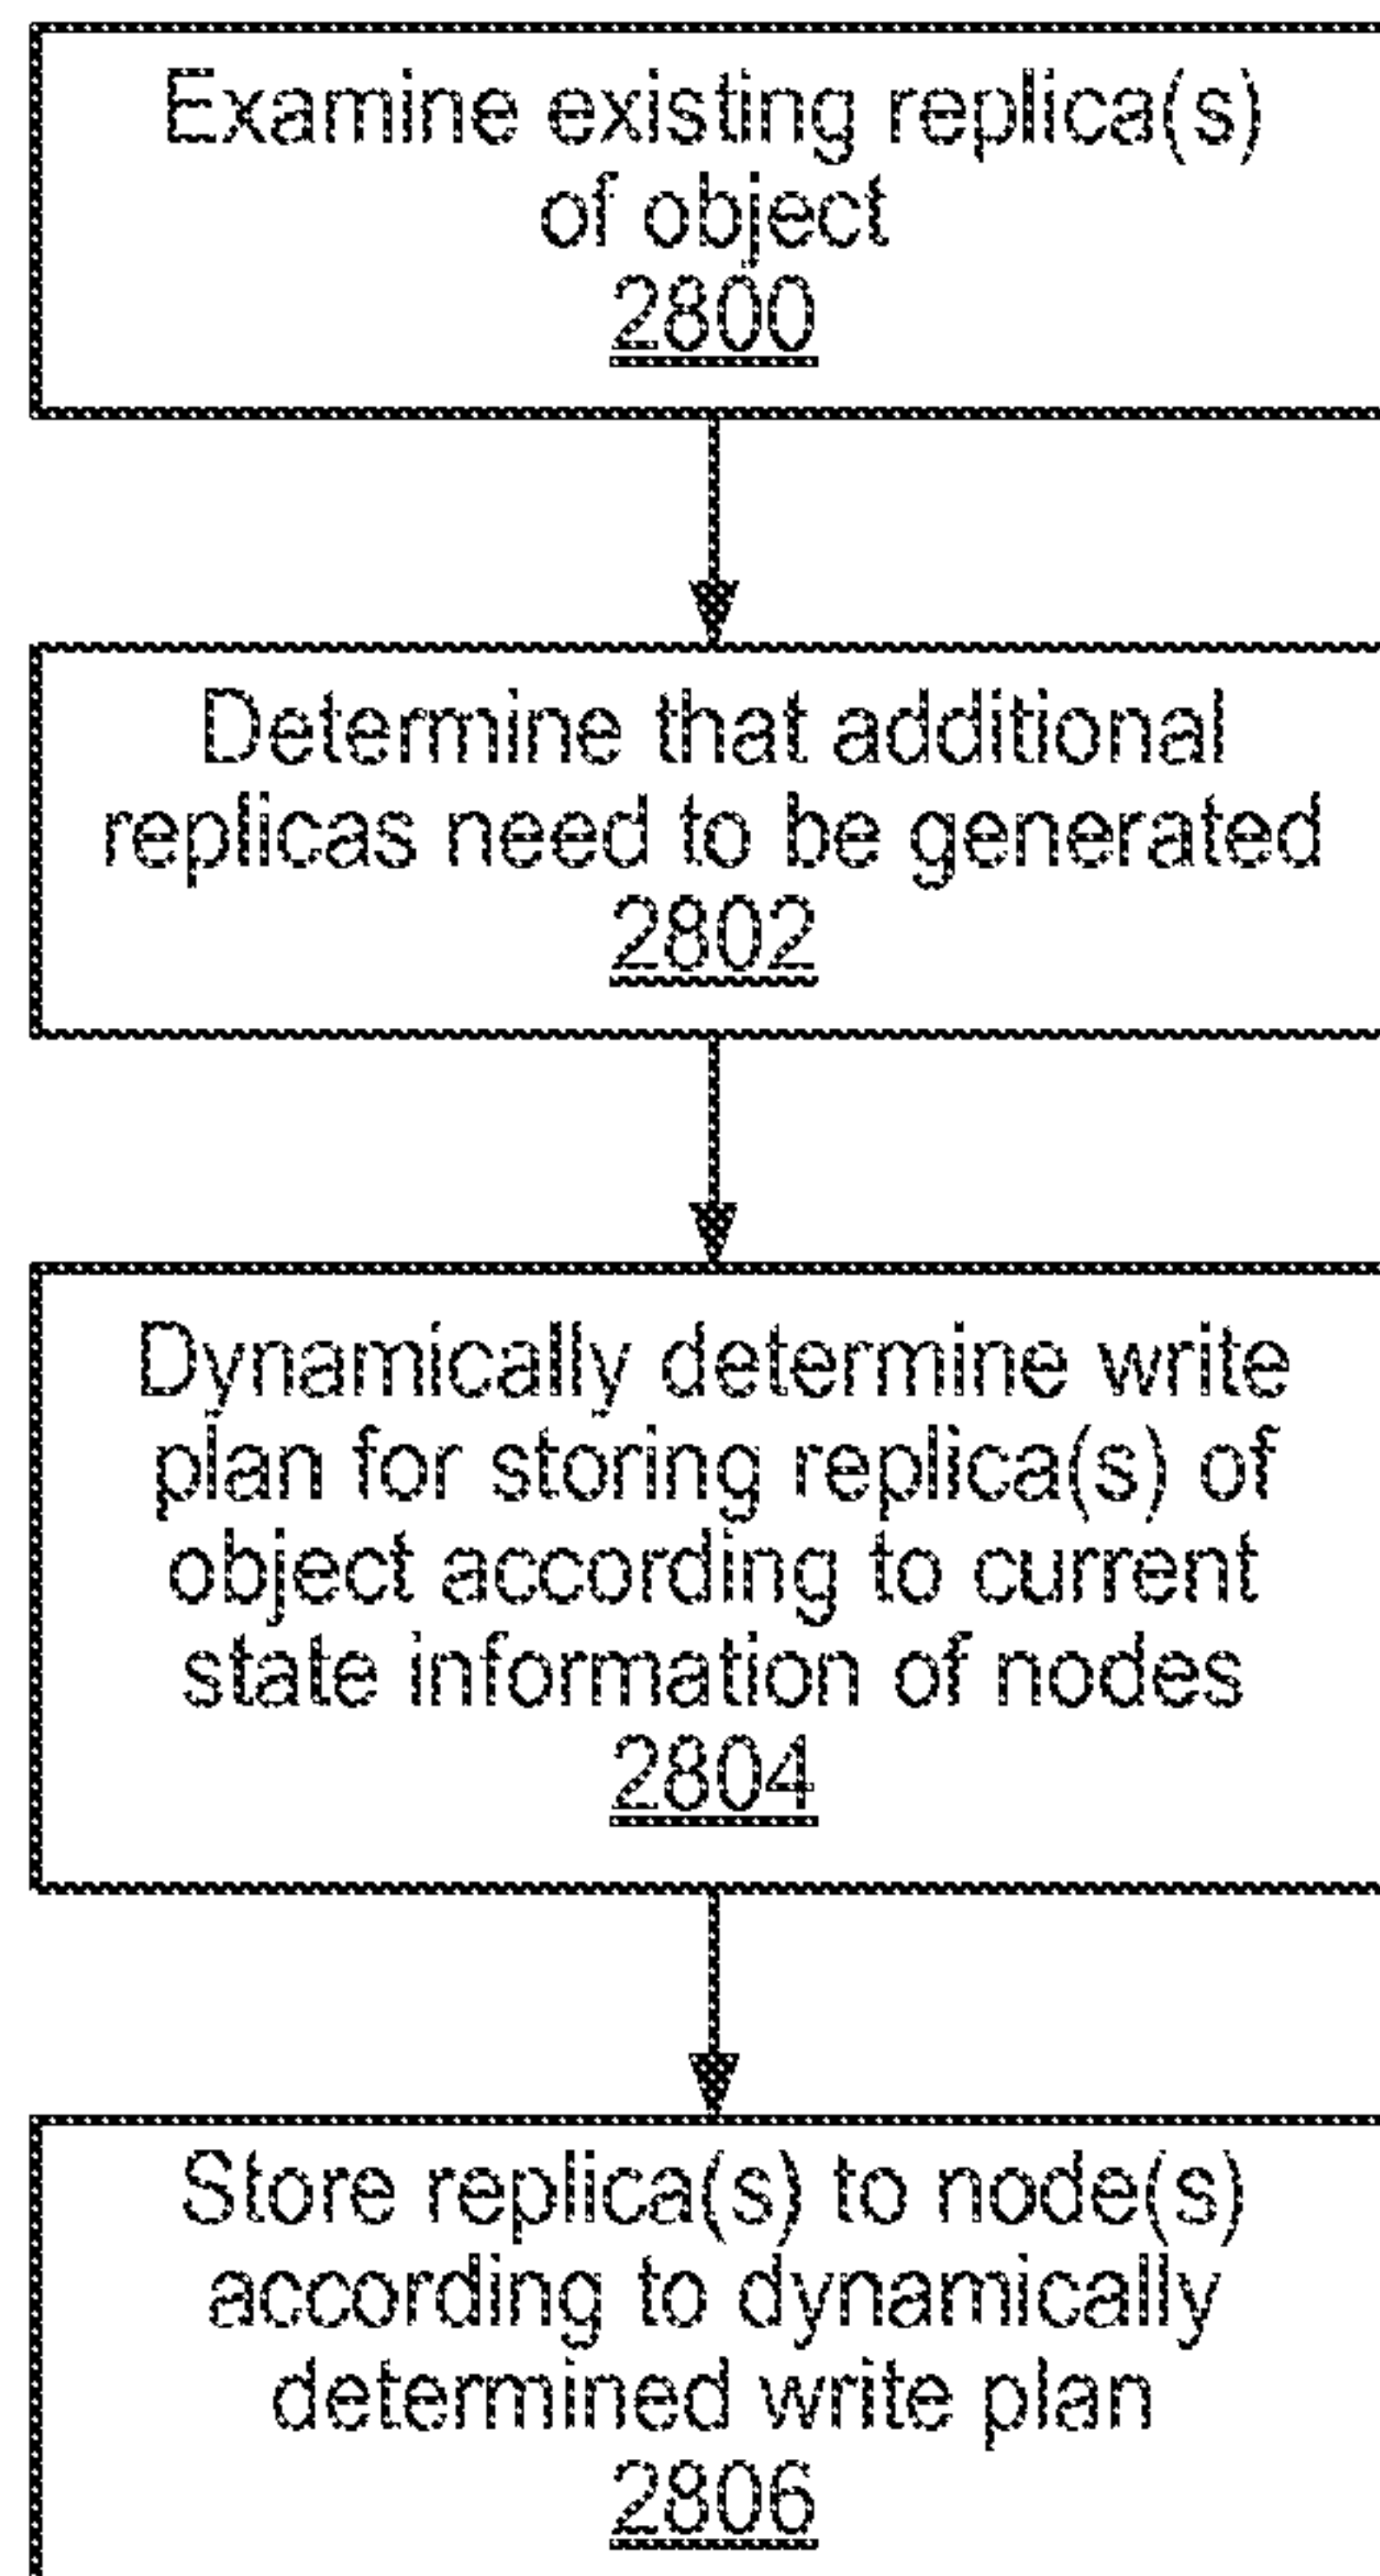 Examine existing replica(s)
of object
2800
Determine that additional
replicas need to be generated
2802
Dynamically determine write
plan for storing replica(s) of
object according to current
state information of nodes
2804
Store replica(s) to node(s)
according to dynamically
determined write plan
2806